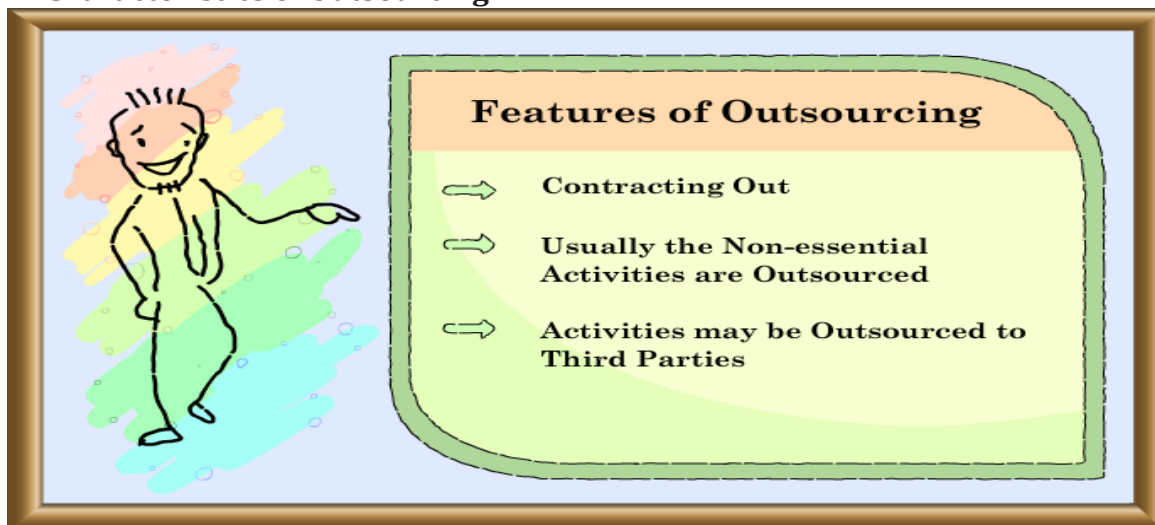 Features of Outsourcing
Contracting Out
Usually the Non-essential
Activities are Outsourced
Activities may be Outsourced to
Third Parties